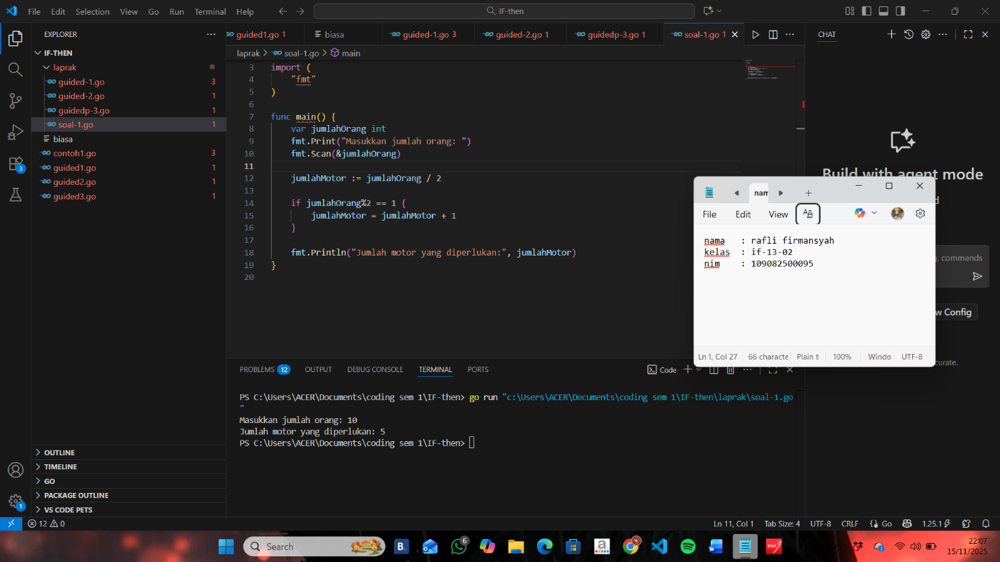 File Edit Selection View Go Run Terminal Help
IF-then
EXPLORER
IF-THEN
laprak
guided-1.go 3
guided-2.go 1
guidedp-3.go 1
soal-1.go 1
biasa
contoh1.go 3
guided1.go 1
guided2.go 1
guided3.go 1
OUTLINE
TIMELINE
GO
PACKAGE OUTLINE
VS CODE PETS
guided1.go 1 biasa guided-1.go 3 guided-2.go 1 guidedp-3.go 1 soal-1.go 1
laprak > soal-1.go > main
3 import (
4 "fmt"
5 )
6
7 func main() {
8 var jumlahOrang int
9 fmt.Print("Masukkan jumlah orang: ")
10 fmt.Scan(&jumlahOrang)
11
12 jumlahMotor := jumlahOrang / 2
13
14 if jumlahOrang%2 == 1 {
15 jumlahMotor = jumlahMotor + 1
16 }
17
18 fmt.Println("Jumlah motor yang diperlukan:", jumlahMotor)
19 }
20
PROBLEMS 12 OUTPUT DEBUG CONSOLE TERMINAL PORTS
Code
PS C:\Users\ACER\Documents\coding sem 1\IF-then> go run "c:\Users\ACER\Documents\coding sem 1\IF-then\laprak\soal-1.go
"
Masukkan jumlah orang: 10
Jumlah motor yang diperlukan: 5
PS C:\Users\ACER\Documents\coding sem 1\IF-then>
CHAT
Build with agent mode
), commands
w Config
curate.
nam
File Edit View
nama : rafli firmansyah
kelas : if-13-02
nim : 109082500095
Ln 1, Col 27 66 characte Plain t 100% Windo UTF-8
3
1
12 0
Ln 11, Col 1 Tab Size: 4 UTF-8 CRLF Go 1.25.1
Search
B.
6
a
PDF
22:07
15/11/2025